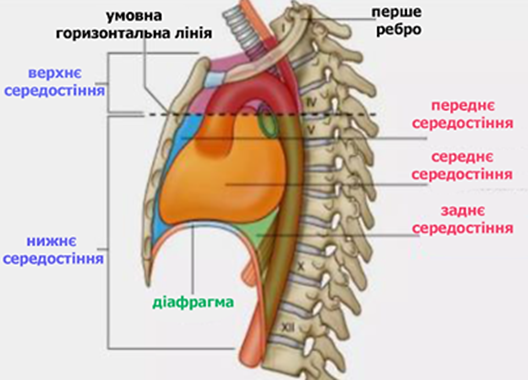 умовна
горизонтальна лінія
перше
ребро
верхнє
середостіння
I
IV
V
переднє
середостіння
середнє
середостіння
заднє
середостіння
нижнє
середостіння
X
діафрагма
XII